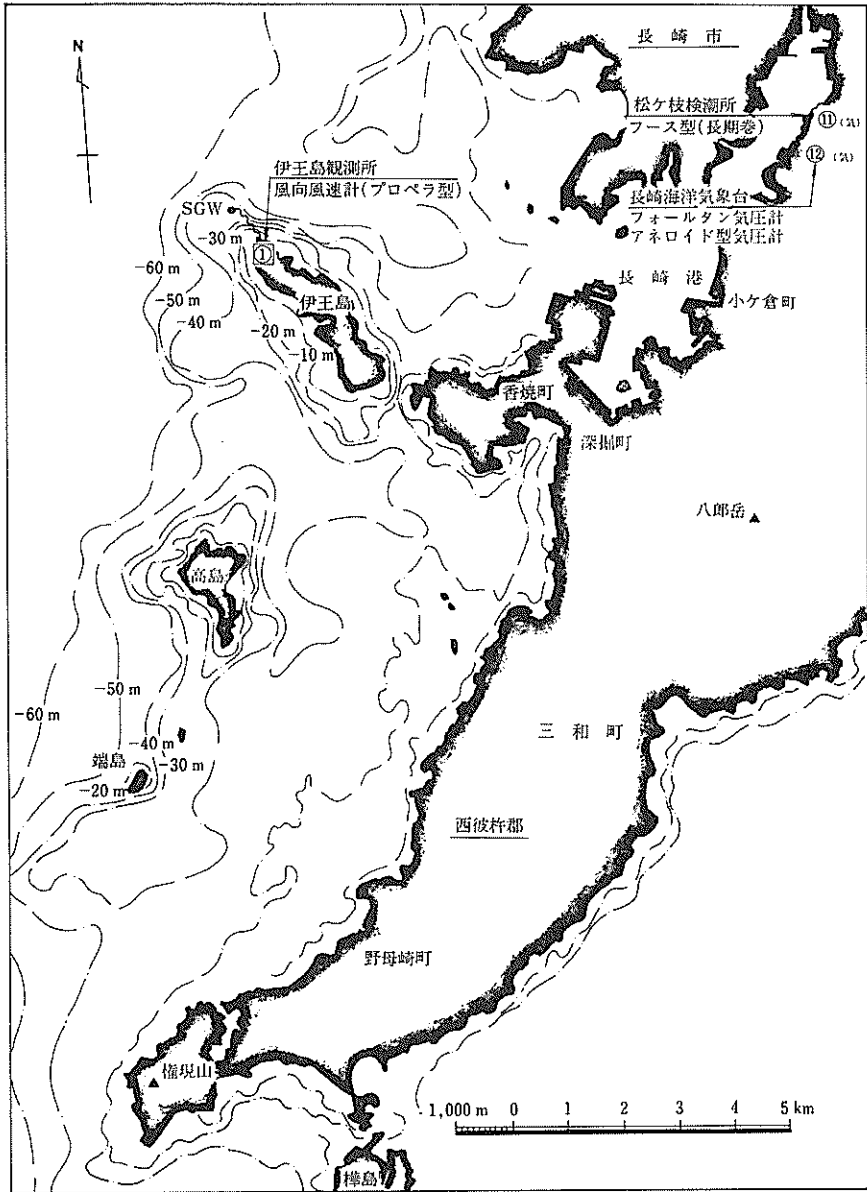 N
長崎市
松ケ枝検潮所
フース型(長期巻)
⑪(気)
⑫(気)
伊王島観測所
風向風速計(プロペラ型)
長崎海洋気象台
フォールタン気圧計
アネロイド型気圧計
SGW
①
-30 m
-60 m
-50 m
-40 m
伊王島
-20 m
-10 m
長崎港
小ケ倉町
香焼町
深掘町
八郎岳
高島
-50 m
-60 m
三和町
-40 m
端島
-30 m
-20 m
西彼杵郡
野母崎町
権現山
1,000 m 0 1 2 3 4 5 km
樺島